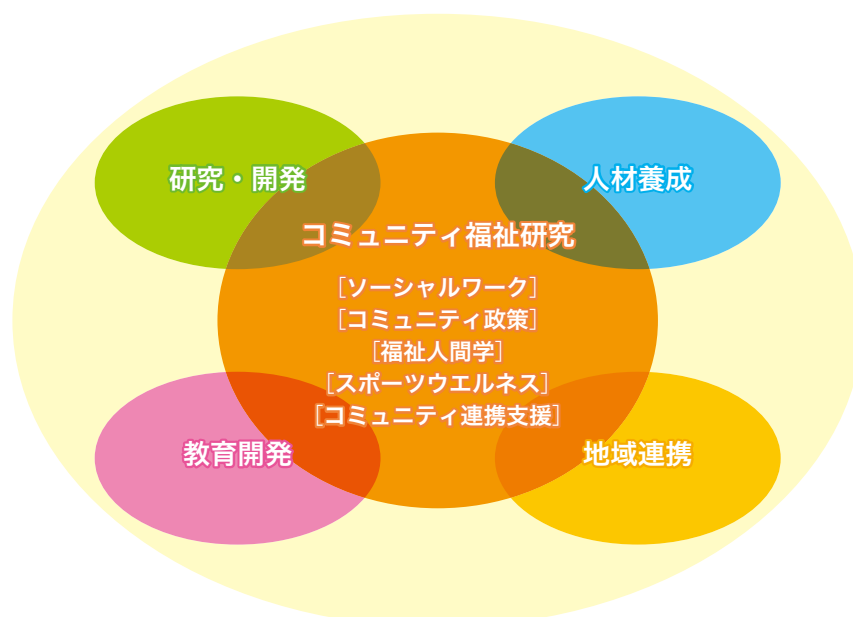 研究・開発
人材養成
コミュニティ福祉研究
［ソーシャルワーク］
［コミュニティ政策］
［福祉人間学］
［スポーツウエルネス］
［コミュニティ連携支援］
教育開発
地域連携